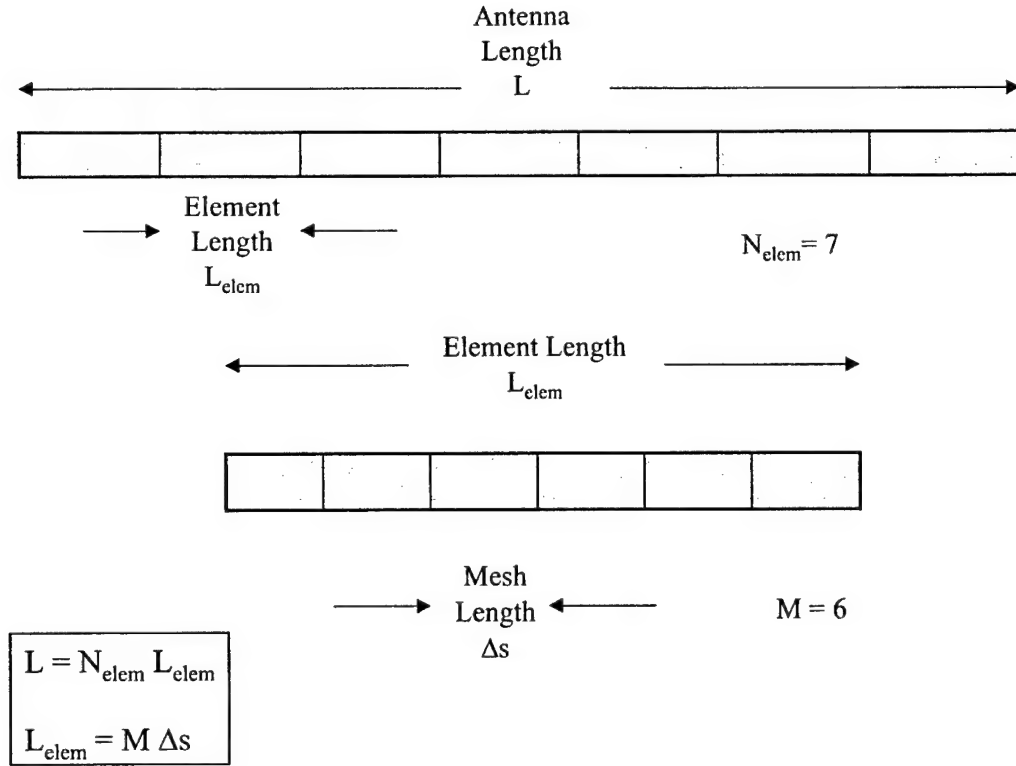 Antenna
Length
L
Element
Length
L_elem
N_elem = 7
Element Length
L_elem
Mesh
Length
Δs
M = 6
L = N_elem L_elem
L_elem = M Δs